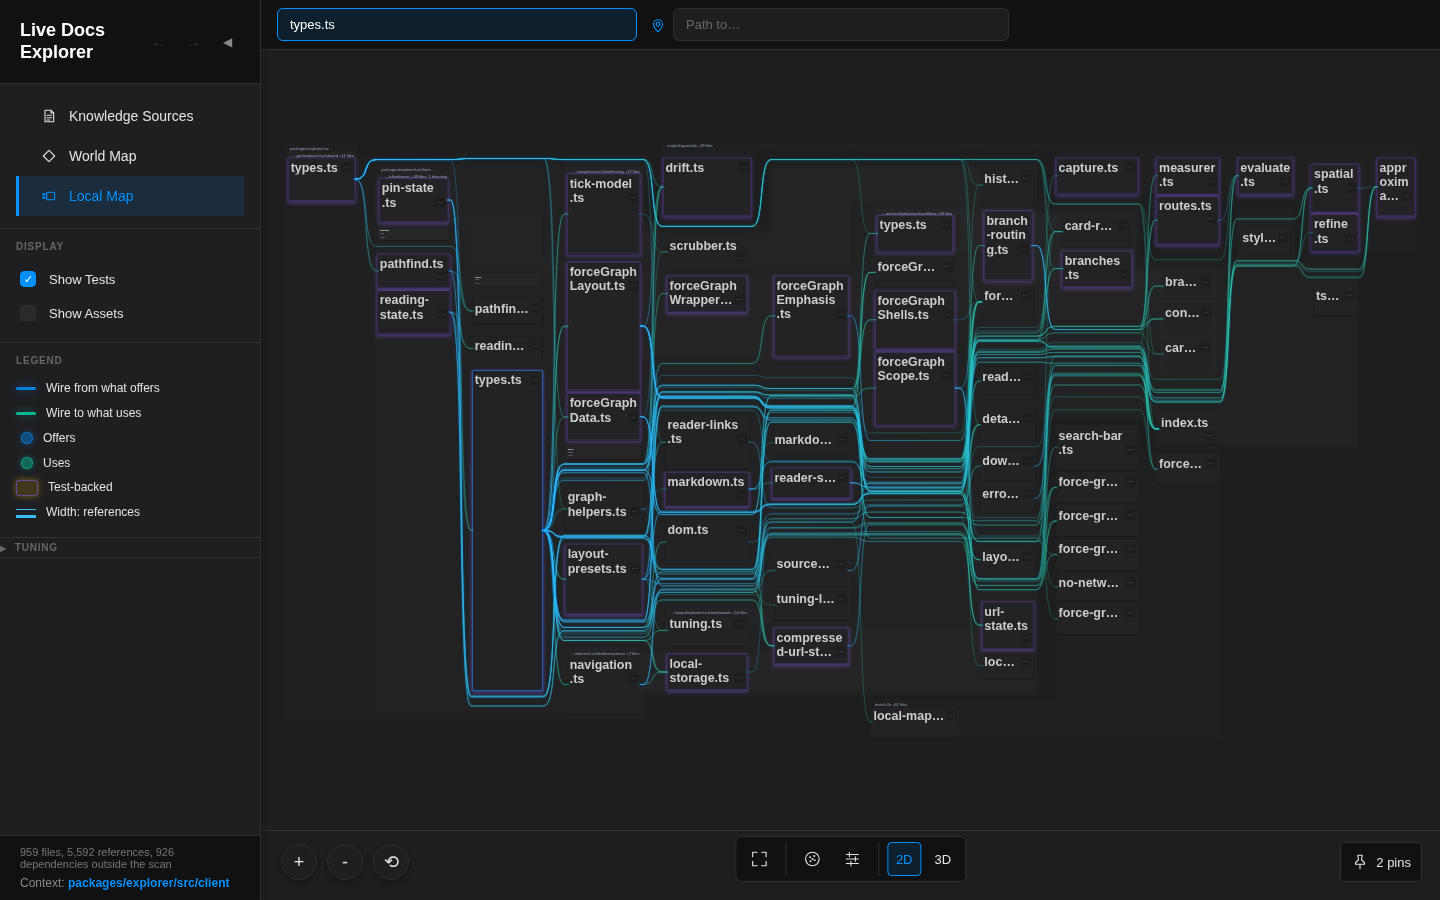 Live Docs
Explorer
← → ◀
types.ts
Path to…
Knowledge Sources
World Map
Local Map
DISPLAY
Show Tests
Show Assets
LEGEND
Wire from what offers
Wire to what uses
Offers
Uses
Test-backed
Width: references
TUNING
959 files, 5,592 references, 926
dependencies outside the scan
Context: packages/explorer/src/client
types.ts
pin-state
.ts
pathfind.ts
reading-
state.ts
pathfin…
readin…
types.ts
tick-model
.ts
forceGraph
Layout.ts
forceGraph
Data.ts
graph-
helpers.ts
layout-
presets.ts
navigation
.ts
drift.ts
scrubber.ts
forceGraph
Wrapper…
reader-links
.ts
markdown.ts
dom.ts
tuning.ts
local-
storage.ts
forceGraph
Emphasis
.ts
markdo…
reader-s…
source…
tuning-l…
compresse
d-url-st…
types.ts
forceGr…
forceGraph
Shells.ts
forceGraph
Scope.ts
local-map…
hist…
branch
-routin
g.ts
for…
read…
deta…
dow…
erro…
layo…
url-
state.ts
loc…
capture.ts
card-r…
branches
.ts
search-bar
.ts
force-gr…
force-gr…
force-gr…
no-netw…
force-gr…
measurer
.ts
routes.ts
bra…
con…
car…
index.ts
force…
evaluate
.ts
styl…
spatial
.ts
refine
.ts
ts…
appr
oxim
a…
+ - ⟲
2D 3D
2 pins